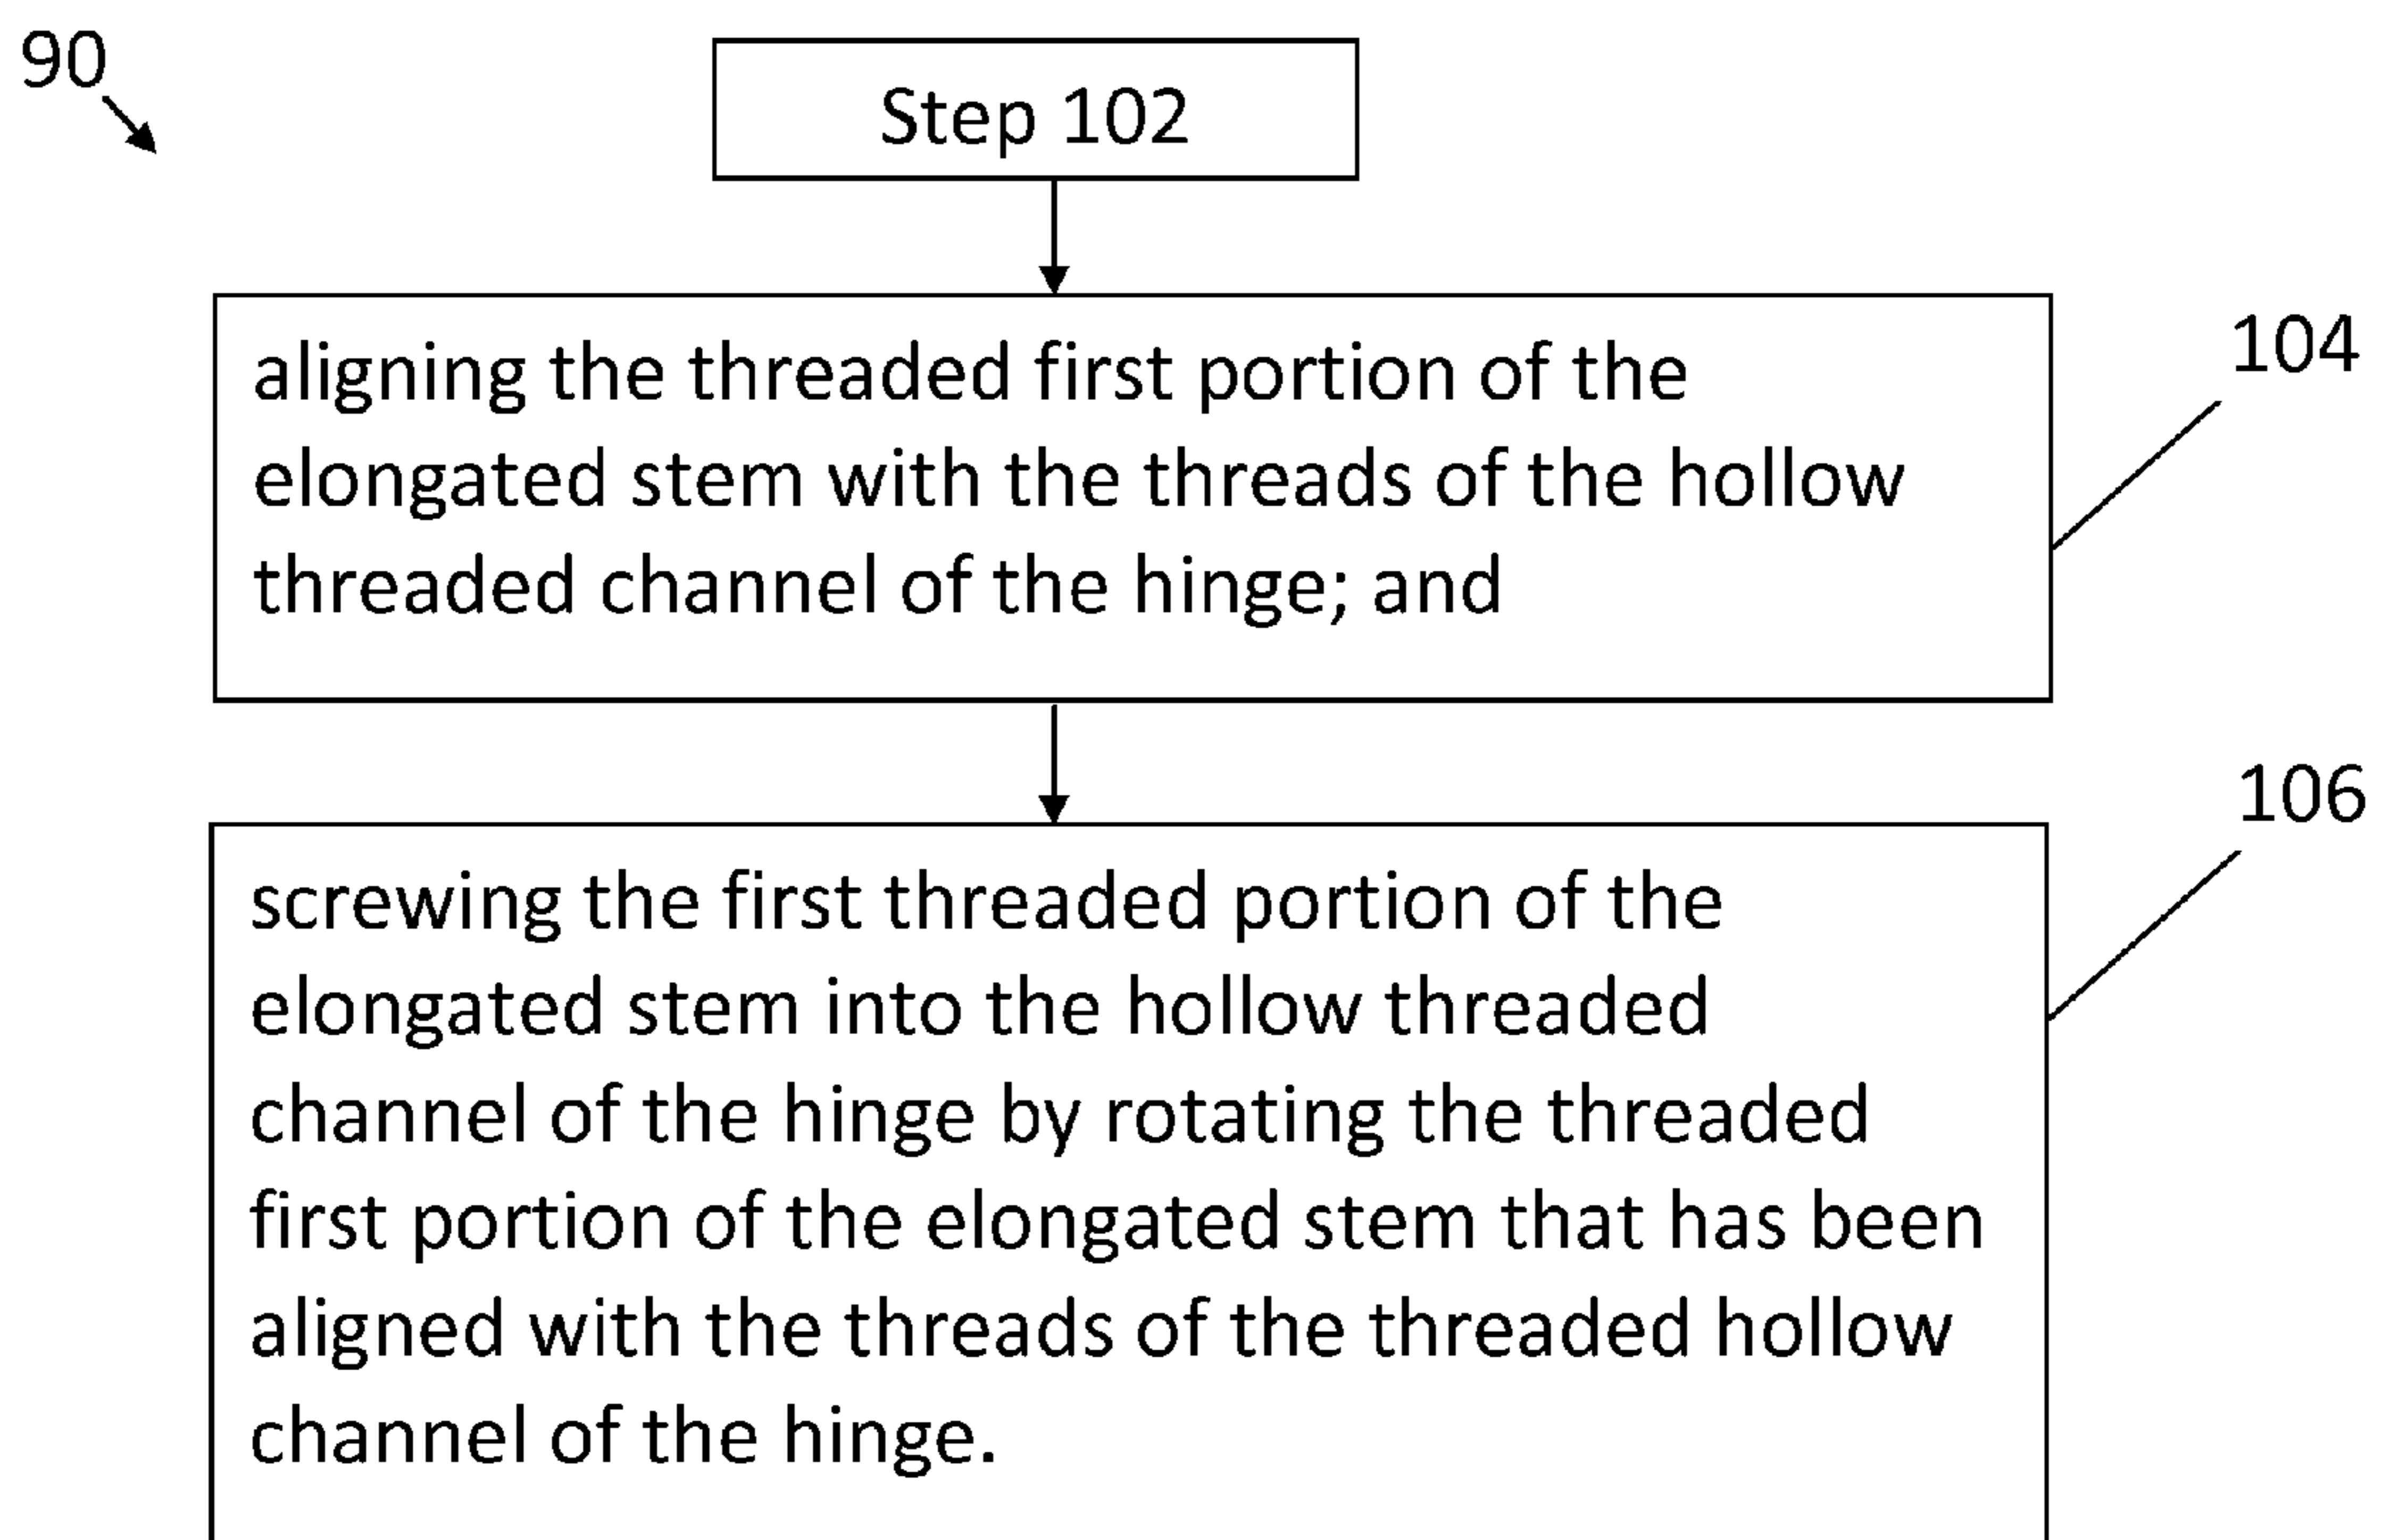 90
Step 102
104
aligning the threaded first portion of the
elongated stem with the threads of the hollow
threaded channel of the hinge; and
106
screwing the first threaded portion of the
elongated stem into the hollow threaded
channel of the hinge by rotating the threaded
first portion of the elongated stem that has been
aligned with the threads of the threaded hollow
channel of the hinge.